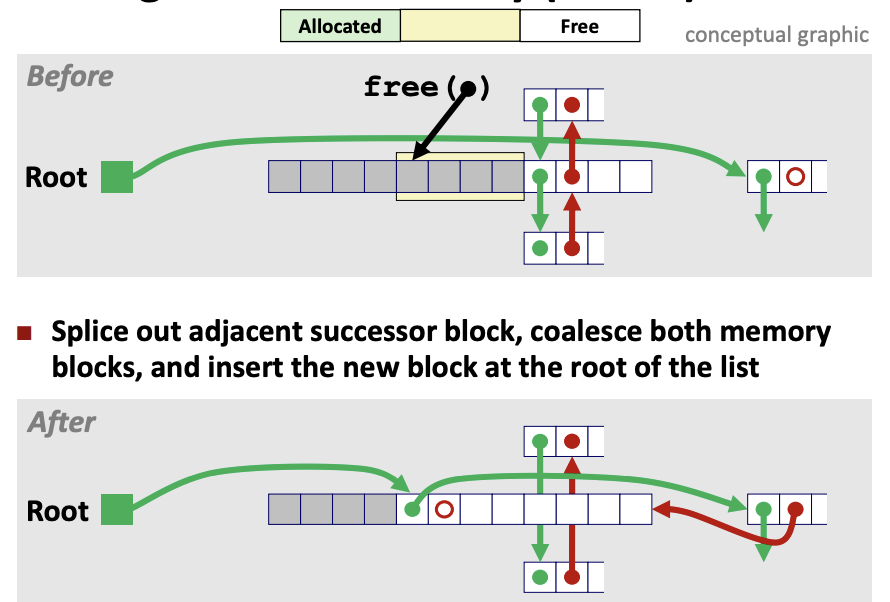 Allocated Free
conceptual graphic
Before
free( )
Root
Splice out adjacent successor block, coalesce both memory
blocks, and insert the new block at the root of the list
After
Root